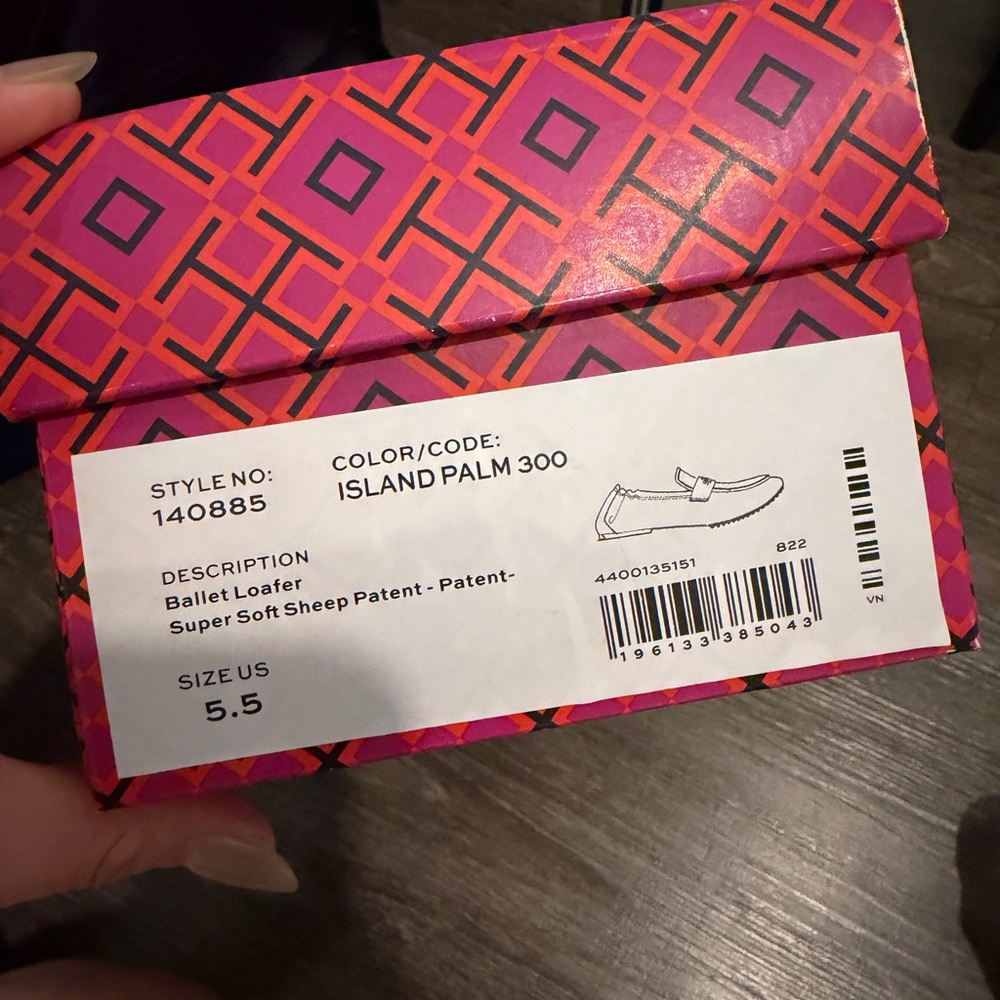 STYLE NO:
140885
COLOR/CODE:
ISLAND PALM 300
DESCRIPTION
Ballet Loafer
Super Soft Sheep Patent - Patent-
SIZE US
5.5
4400135151
822
196133385043
VN